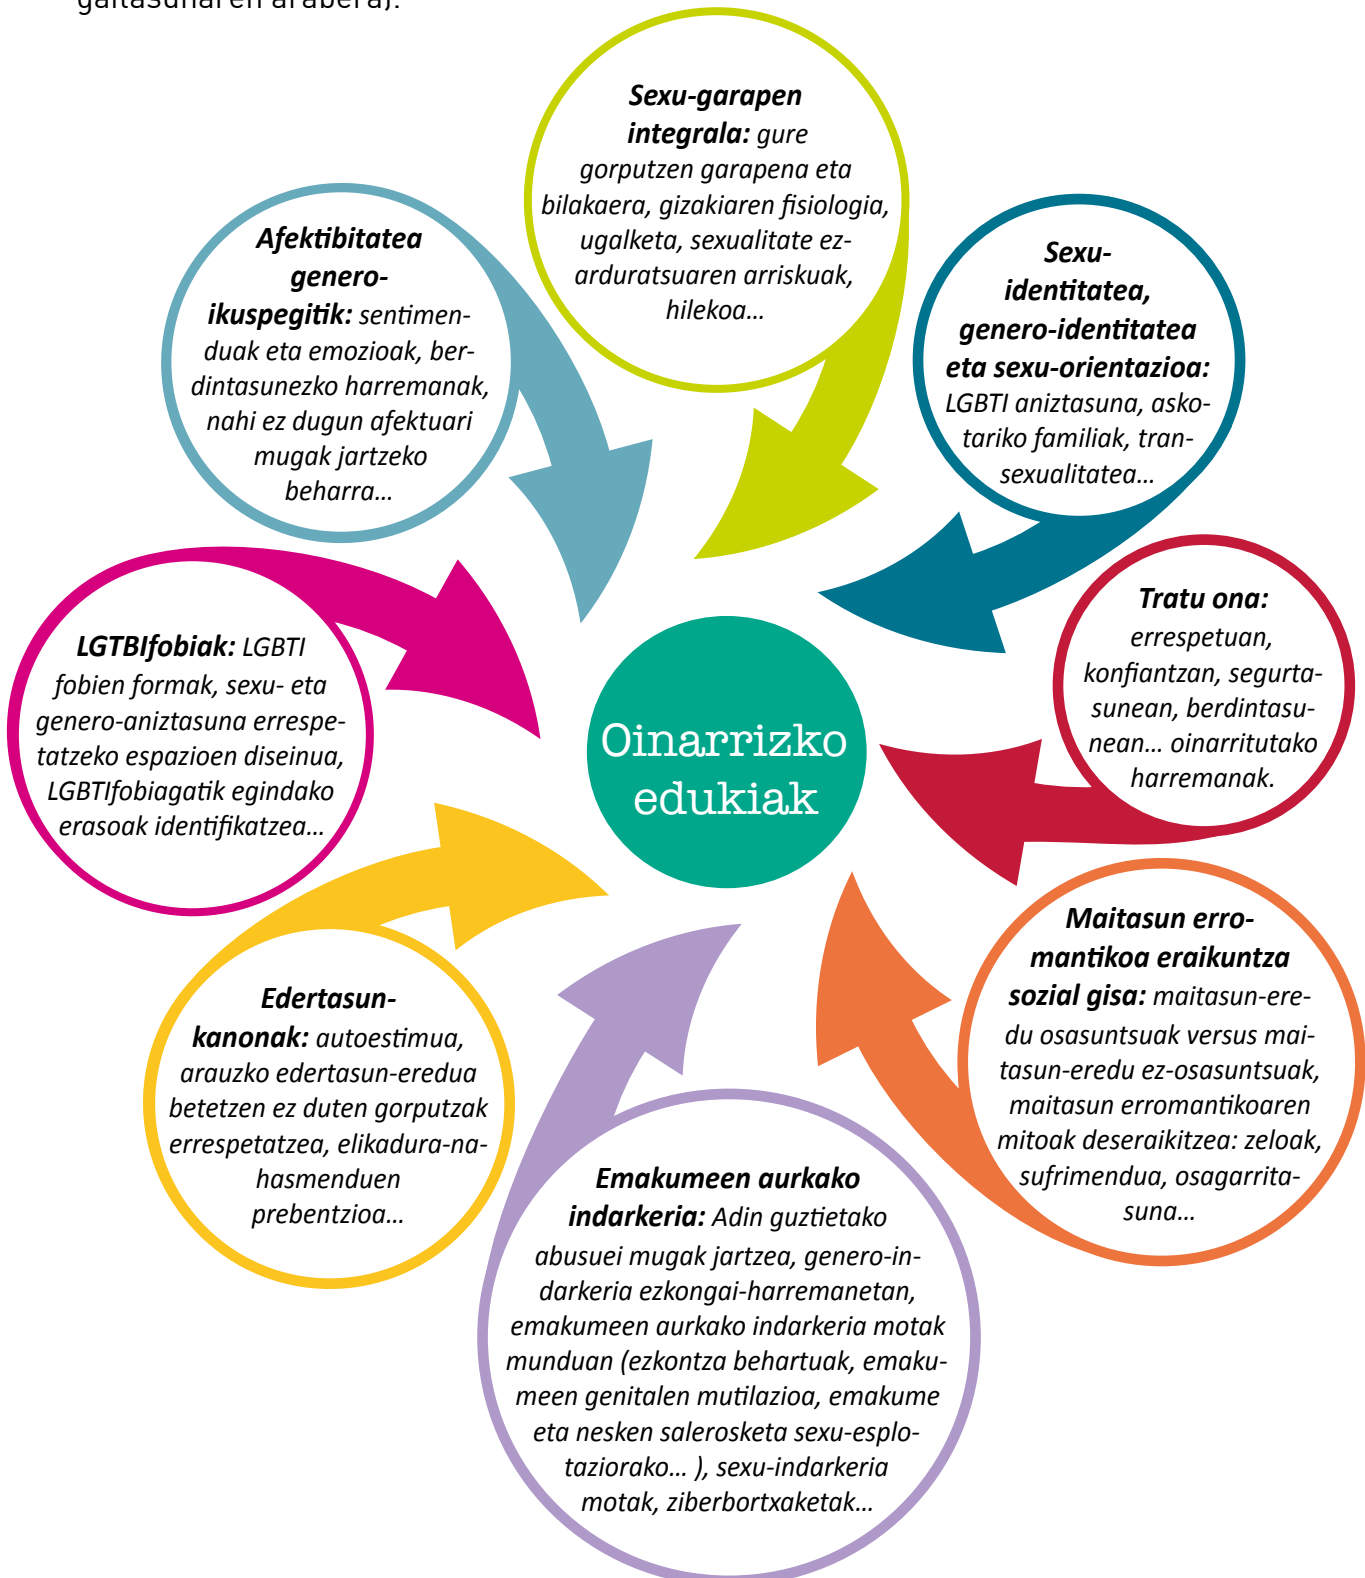 gaitasunaren arabera).
Sexu-garapen
integrala: gure
gorputzen garapena eta
bilakaera, gizakiaren fisiologia,
ugalketa, sexualitate ez-
arduratsuaren arriskuak,
hilekoa...
Afektibitatea
genero-
ikuspegitik: sentimen-
duak eta emozioak, ber-
dintasunezko harremanak,
nahi ez dugun afektuari
mugak jartzeko
beharra...
Sexu-
identitatea,
genero-identitatea
eta sexu-orientazioa:
LGBTI aniztasuna, asko-
tariko familiak, tran-
sexualitatea...
Tratu ona:
errespetuan,
konfiantzan, segurta-
sunean, berdintasu-
nean... oinarritutako
harremanak.
LGTBIfobiak: LGBTI
fobien formak, sexu- eta
genero-aniztasuna errespe-
tatzeko espazioen diseinua,
LGBTIfobiagatik egindako
erasoak identifikatzea...
Oinarrizko
edukiak
Maitasun erro-
mantikoa eraikuntza
sozial gisa: maitasun-ere-
du osasuntsuak versus mai-
tasun-eredu ez-osasuntsuak,
maitasun erromantikoaren
mitoak deseraikitzea: zeloak,
sufrimendua, osagarrita-
suna...
Edertasun-
kanonak: autoestimua,
arauzko edertasun-eredua
betetzen ez duten gorputzak
errespetatzea, elikadura-na-
hasmenduen
prebentzioa...
Emakumeen aurkako
indarkeria: Adin guztietako
abusuei mugak jartzea, genero-in-
darkeria ezkongai-harremanetan,
emakumeen aurkako indarkeria motak
munduan (ezkontza behartuak, emaku-
meen genitalen mutilazioa, emakume
eta nesken salerosketa sexu-esplo-
taziorako... ), sexu-indarkeria
motak, ziberbortxaketak...